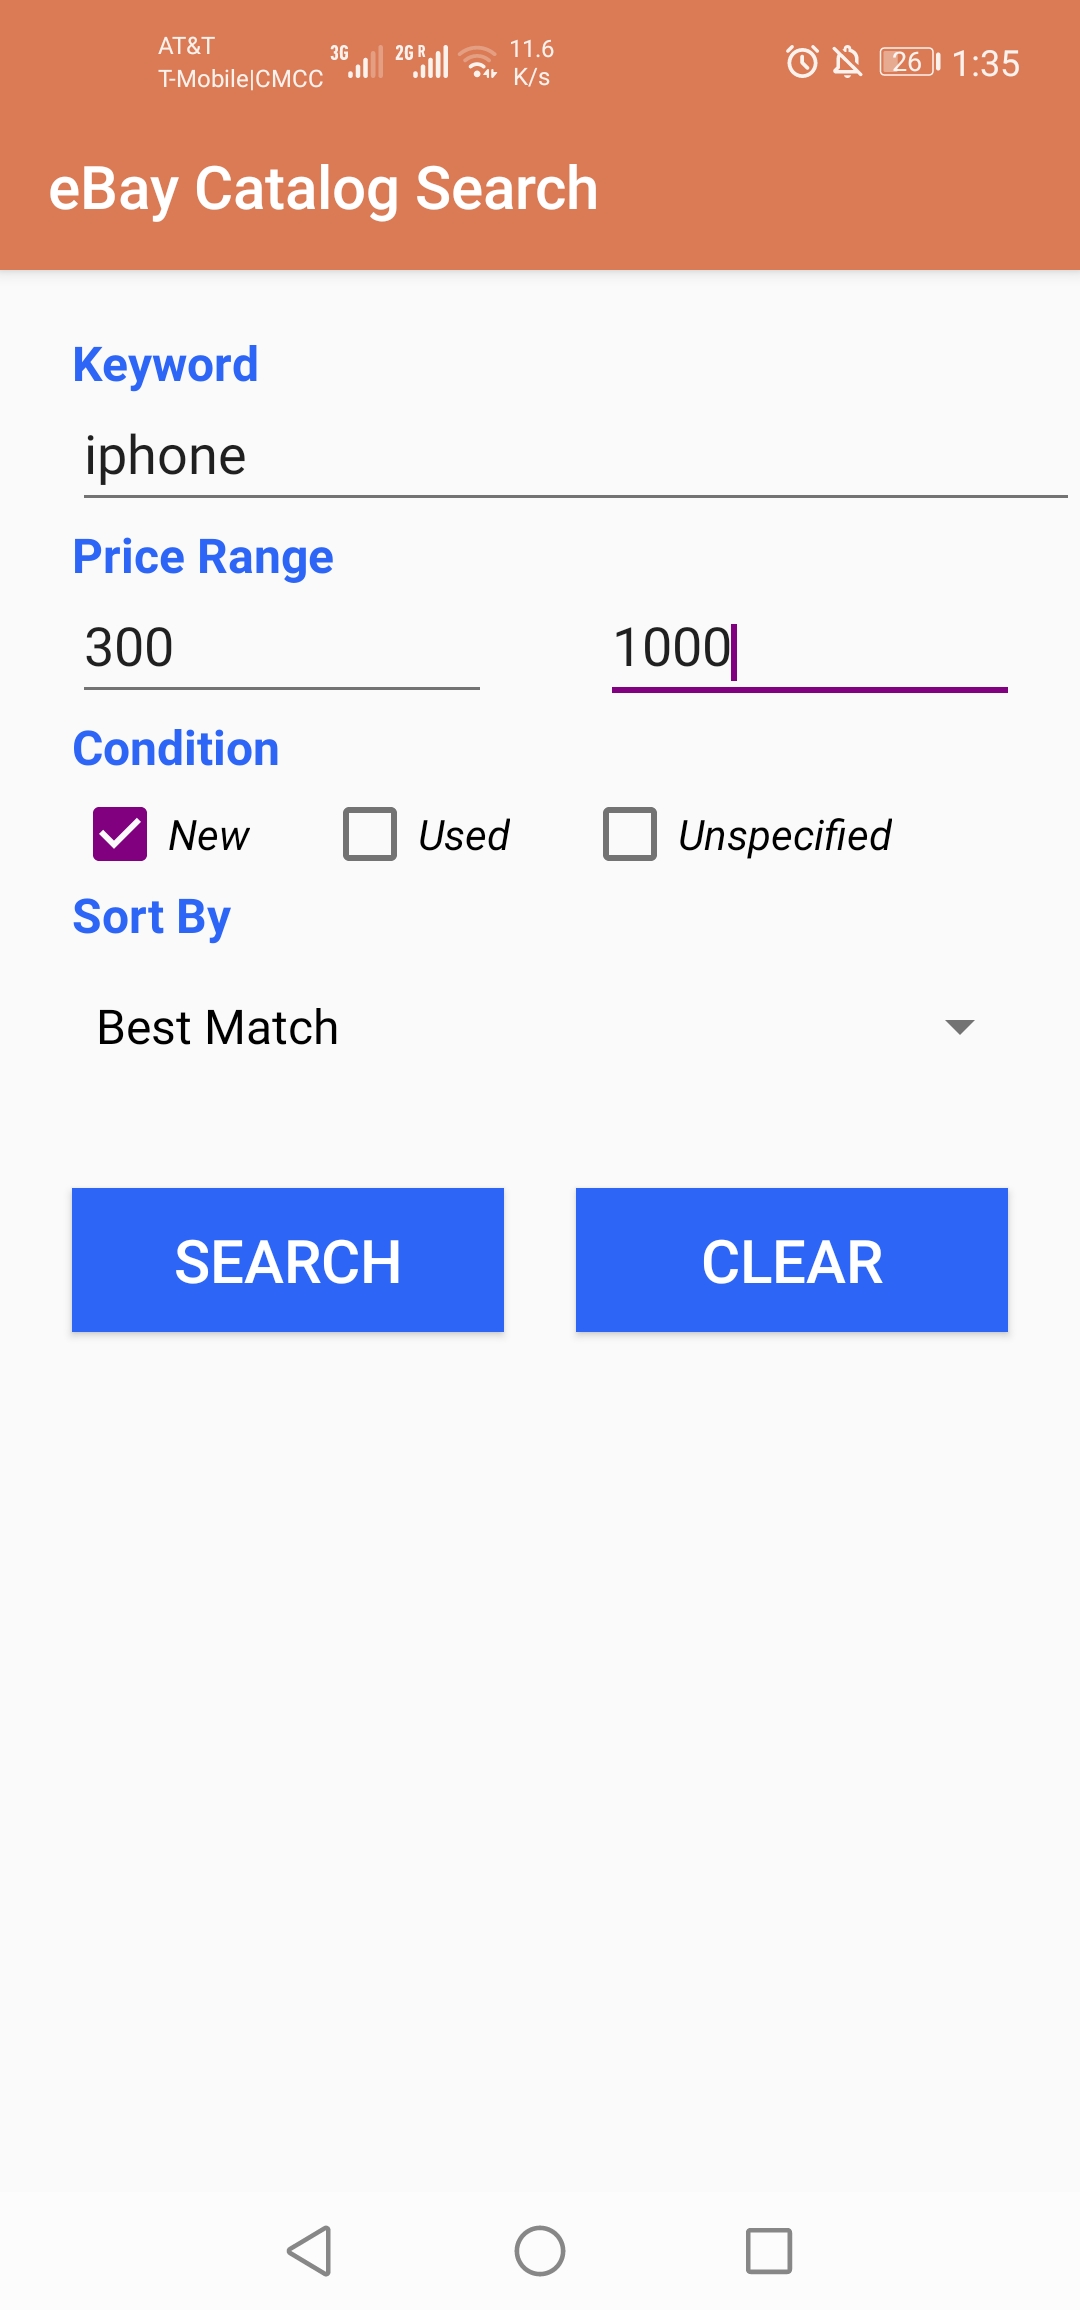 AT&T
T-Mobile|CMCC 3G 2G R 11.6 K/s 26 1:35
eBay Catalog Search
Keyword
iphone
Price Range
300 1000
Condition
New Used Unspecified
Sort By
Best Match
SEARCH CLEAR